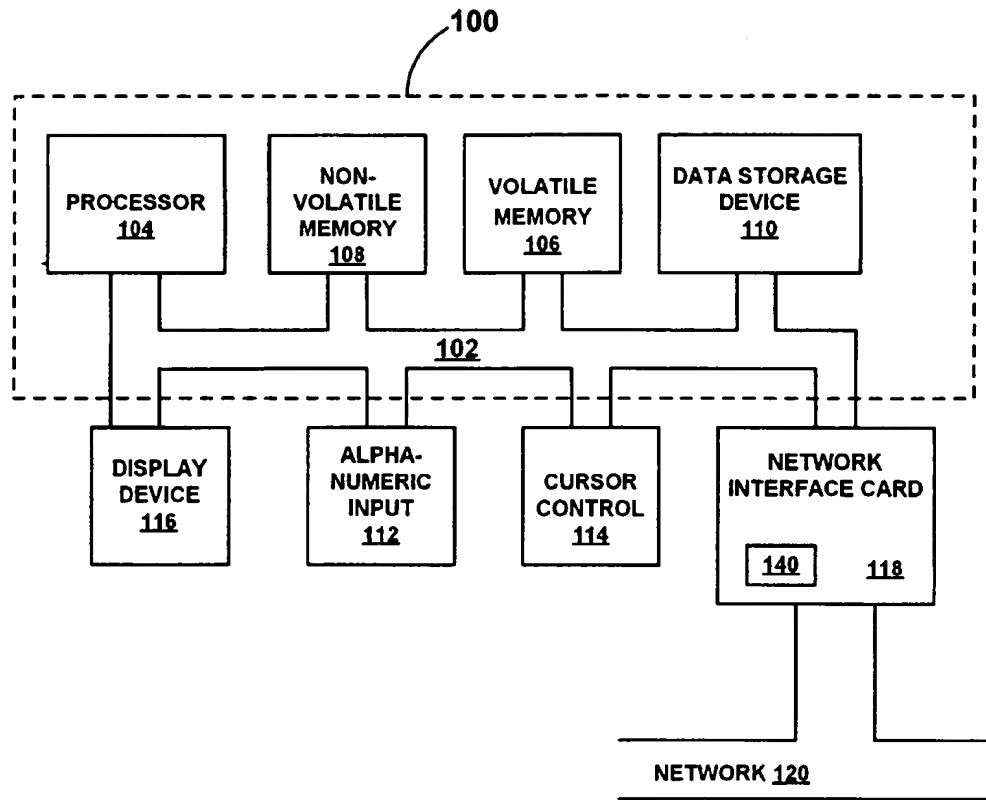 100
PROCESSOR
104
NON-
VOLATILE
MEMORY
108
VOLATILE
MEMORY
106
DATA STORAGE
DEVICE
110
102
DISPLAY
DEVICE
116
ALPHA-
NUMERIC
INPUT
112
CURSOR
CONTROL
114
NETWORK
INTERFACE CARD
140
118
NETWORK 120